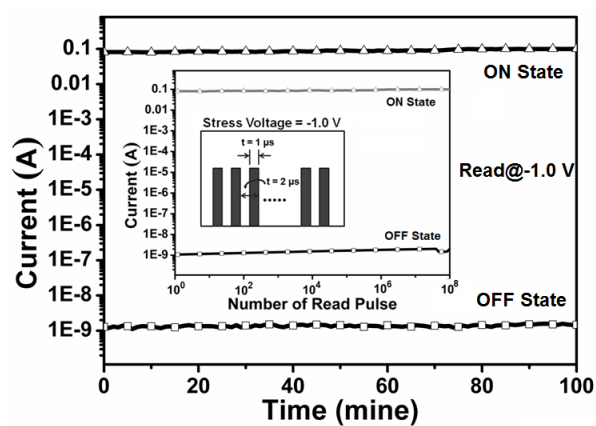 Current (A)
0.1
0.01
1E-3
1E-4
1E-5
1E-6
1E-7
1E-8
1E-9
ON State
Read@-1.0 V
OFF State
Current (A)
0.1
0.01
1E-3
1E-4
1E-5
1E-6
1E-7
1E-8
1E-9
ON State
Stress Voltage = -1.0 V
t = 1 µs
t = 2 µs
OFF State
10^0 10^2 10^4 10^6 10^8
Number of Read Pulse
0 20 40 60 80 100
Time (mine)